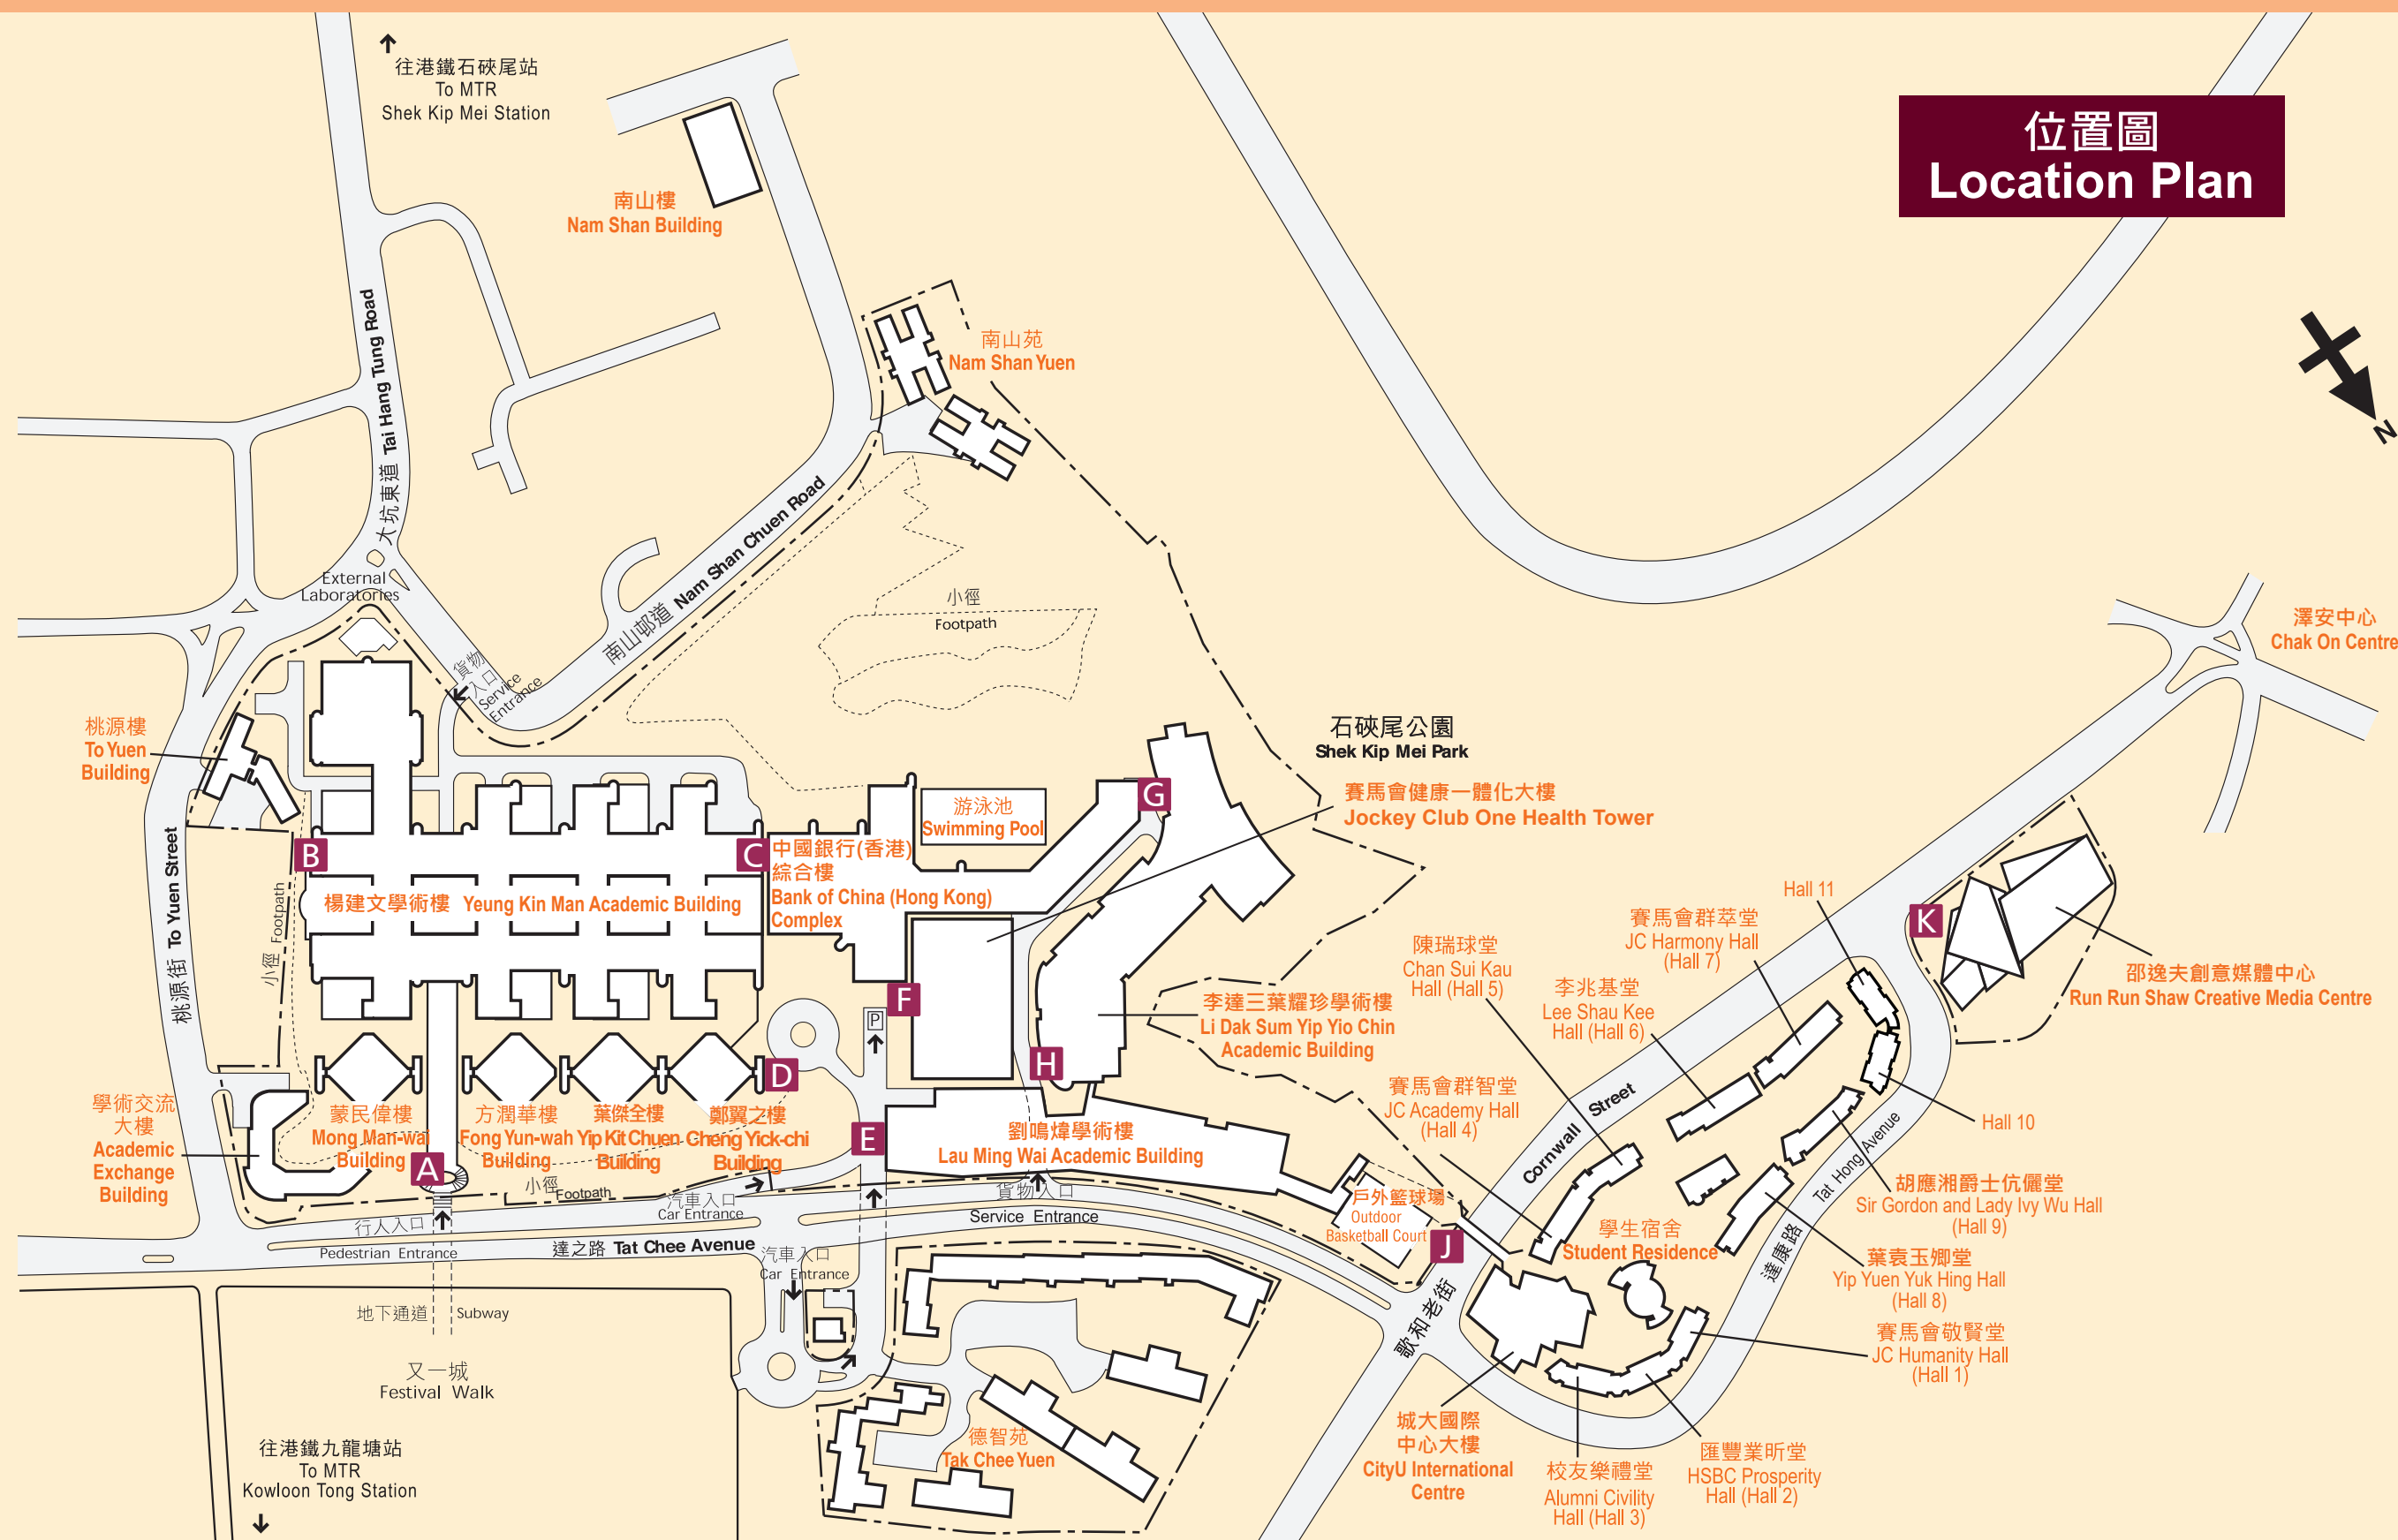 位置圖
Location Plan
往港鐵石硤尾站
To MTR
Shek Kip Mei Station
南山樓
Nam Shan Building
大坑東道 Tai Hang Tung Road
南山苑
Nam Shan Yuen
N
南山邨道 Nam Shan Chuen Road
External
Laboratories
小徑
Footpath
貨物
入口
Service
Entrance
澤安中心
Chak On Centre
桃源樓
To Yuen
Building
石硤尾公園
Shek Kip Mei Park
賽馬會健康一體化大樓
Jockey Club One Health Tower
游泳池
Swimming Pool
G
B
C
中國銀行(香港)
綜合樓
Bank of China (Hong Kong)
Complex
楊建文學術樓 Yeung Kin Man Academic Building
桃源街 To Yuen Street
小徑 Footpath
Hall 11
K
賽馬會群萃堂
JC Harmony Hall
(Hall 7)
陳瑞球堂
Chan Sui Kau
Hall (Hall 5)
李兆基堂
Lee Shau Kee
Hall (Hall 6)
邵逸夫創意媒體中心
Run Run Shaw Creative Media Centre
F
P
李達三葉耀珍學術樓
Li Dak Sum Yip Yio Chin
Academic Building
H
D
賽馬會群智堂
JC Academy Hall
(Hall 4)
Cornwall Street
Hall 10
學術交流
大樓
Academic
Exchange
Building
蒙民偉樓
Mong Man-wai
Building
方潤華樓
Fong Yun-wah
Building
葉傑全樓
Yip Kit Chuen
Building
鄭翼之樓
Cheng Yick-chi
Building
A
E
劉鳴煒學術樓
Lau Ming Wai Academic Building
小徑
Footpath
汽車入口
Car Entrance
貨物入口
Service Entrance
戶外籃球場
Outdoor
Basketball Court
J
Tat Hong Avenue
達康路
胡應湘爵士伉儷堂
Sir Gordon and Lady Ivy Wu Hall
(Hall 9)
學生宿舍
Student Residence
葉袁玉卿堂
Yip Yuen Yuk Hing Hall
(Hall 8)
行人入口
Pedestrian Entrance
達之路 Tat Chee Avenue
汽車入口
Car Entrance
地下通道
Subway
歌和老街
賽馬會敬賢堂
JC Humanity Hall
(Hall 1)
又一城
Festival Walk
城大國際
中心大樓
CityU International
Centre
德智苑
Tak Chee Yuen
往港鐵九龍塘站
To MTR
Kowloon Tong Station
校友樂禮堂
Alumni Civility
Hall (Hall 3)
匯豐業昕堂
HSBC Prosperity
Hall (Hall 2)